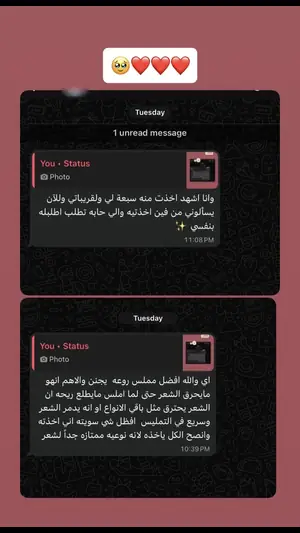 🥹❤️❤️❤️
Tuesday
1 unread message
You • Status
Photo
وانا اشهد اخذت منه سبعة لي ولقريباتي وللآن
يسألوني من فين اخذتيه والي حابه تطلب اطلبله
بنفسي ✨
11:08 PM
Tuesday
You • Status
Photo
اي والله افضل مملس روعه يجنن والاهم انهو
مايحرق الشعر حتى لما املس مايطلع ريحه ان
الشعر يحترق مثل باقي الانواع او انه يدمر الشعر
وسريع في التمليس افظل شي سويته اني اخذته
وانصح الكل ياخذه لانه نوعيه ممتازه جداً لشعر
10:39 PM